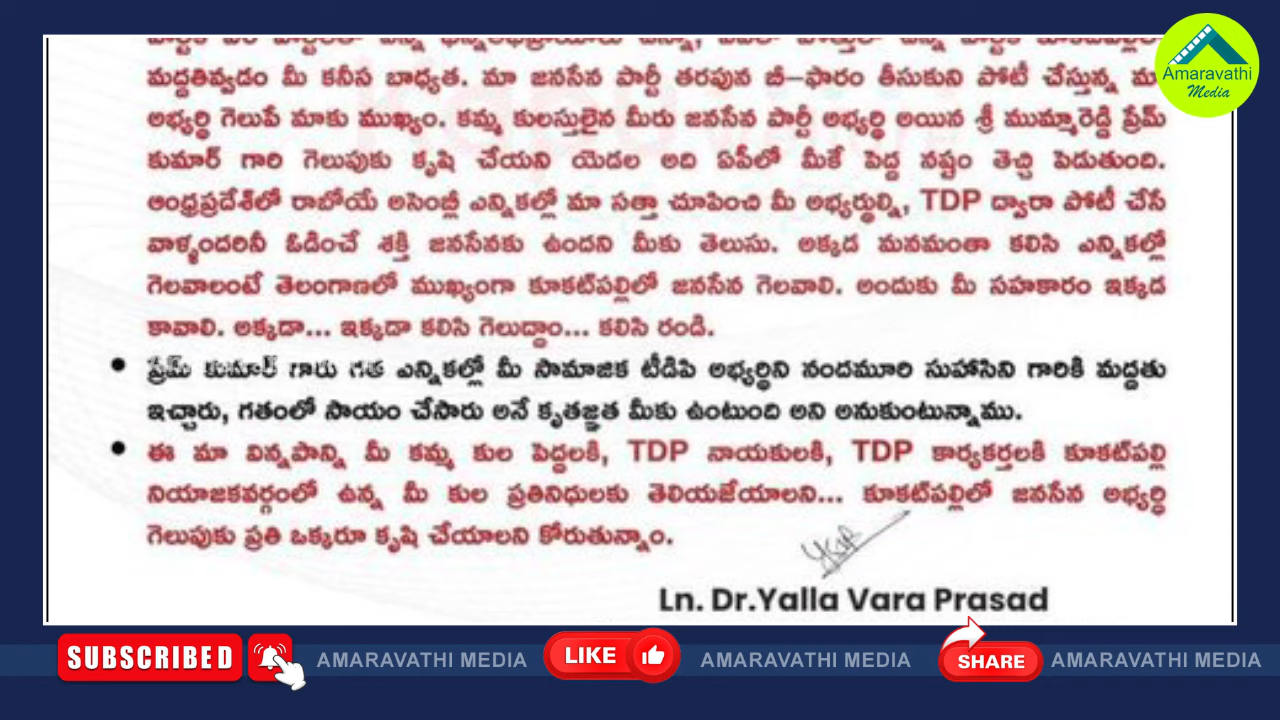 మద్దతివ్వడం మీ కనీస బాధ్యత. మా జనసేన పార్టీ తరపున బీ–ఫారం తీసుకుని పోటీ చేస్తున్న మా
అభ్యర్థి గెలుపే మాకు ముఖ్యం. కమ్మ కులస్తులైన మీరు జనసేన పార్టీ అభ్యర్థి అయిన శ్రీ ముమ్మారెడ్డి ప్రేమ్
కుమార్ గారి గెలుపుకు కృషి చేయని యెడల అది ఏపీలో మీకే పెద్ద నష్టం తెచ్చి పెడుతుంది.
ఆంధ్రప్రదేశ్‌లో రాబోయే అసెంబ్లీ ఎన్నికల్లో మా సత్తా చూపించి మీ అభ్యర్థుల్ని, TDP ద్వారా పోటీ చేసే
వాళ్ళందరినీ ఓడించే శక్తి జనసేనకు ఉందని మీకు తెలుసు. అక్కడ మనమంతా కలిసి ఎన్నికల్లో
గెలవాలంటే తెలంగాణలో ముఖ్యంగా కూకట్‌పల్లిలో జనసేన గెలవాలి. అందుకు మీ సహకారం ఇక్కడ
కావాలి. అక్కడా... ఇక్కడా కలిసి గెలుద్దాం... కలిసి రండి.
• ప్రేమ్ కుమార్ గారు గత ఎన్నికల్లో మీ సామాజిక టీడిపి అభ్యర్థిని నందమూరి సుహాసిని గారికి మద్దతు
ఇచ్చారు, గతంలో సాయం చేసారు అనే కృతజ్ఞత మీకు ఉంటుంది అని అనుకుంటున్నాము.
• ఈ మా విన్నపాన్ని మీ కమ్మ కుల పెద్దలకి, TDP నాయకులకి, TDP కార్యకర్తలకి కూకట్‌పల్లి
నియాజకవర్గంలో ఉన్న మీ కుల ప్రతినిధులకు తెలియజేయాలని... కూకట్‌పల్లిలో జనసేన అభ్యర్థి
గెలుపుకు ప్రతి ఒక్కరూ కృషి చేయాలని కోరుతున్నాం.
Ln. Dr.Yalla Vara Prasad
Amaravathi
Media
SUBSCRIBED
AMARAVATHI MEDIA
LIKE
AMARAVATHI MEDIA
SHARE
AMARAVATHI MEDIA